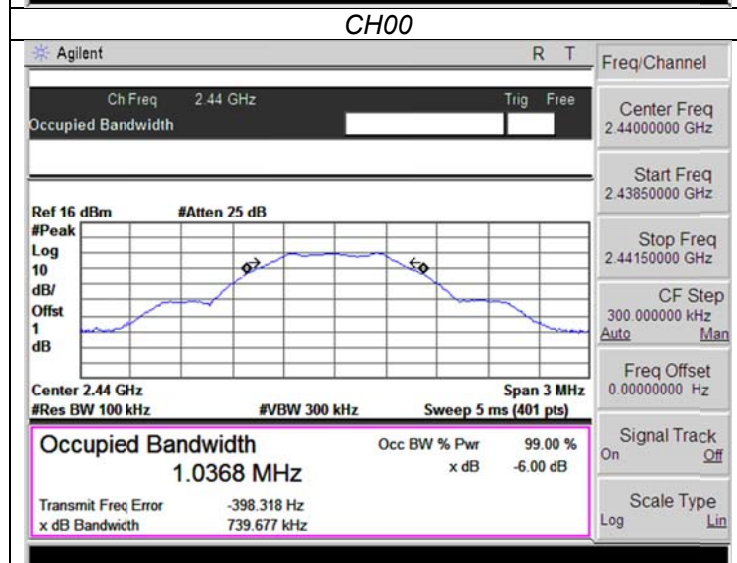 CH00
Agilent R T
Freq/Channel
Ch Freq 2.44 GHz Trig Free
Occupied Bandwidth
Center Freq
2.44000000 GHz
Start Freq
2.43850000 GHz
Stop Freq
2.44150000 GHz
CF Step
300.000000 kHz
Auto Man
Freq Offset
0.00000000 Hz
Signal Track
On Off
Scale Type
Log Lin
Ref 16 dBm #Atten 25 dB
#Peak
Log
10
dB/
Offst
1
dB
Center 2.44 GHz Span 3 MHz
#Res BW 100 kHz #VBW 300 kHz Sweep 5 ms (401 pts)
Occupied Bandwidth Occ BW % Pwr 99.00 %
1.0368 MHz x dB -6.00 dB
Transmit Freq Error -398.318 Hz
x dB Bandwidth 739.677 kHz